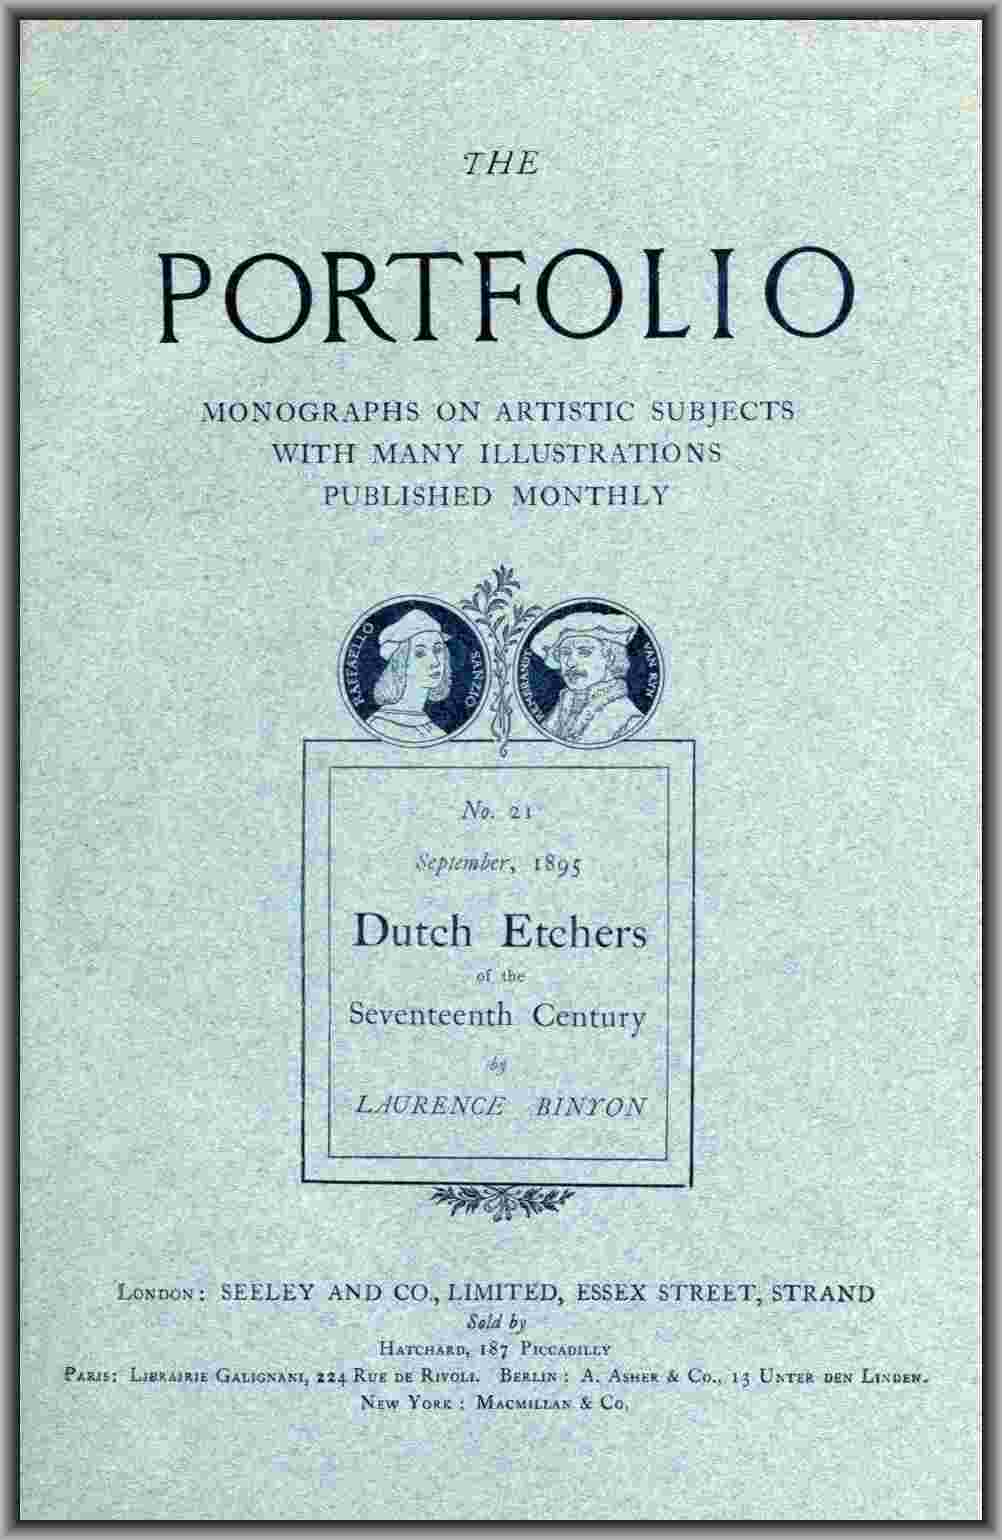 THE
PORTFOLIO
MONOGRAPHS ON ARTISTIC SUBJECTS
WITH MANY ILLUSTRATIONS
PUBLISHED MONTHLY
RAFFAELLO SANZIO
REMBRANDT VAN RYN
No. 21
September, 1895
Dutch Etchers
of the
Seventeenth Century
by
LAURENCE BINYON
LONDON: SEELEY AND CO., LIMITED, ESSEX STREET, STRAND
Sold by
HATCHARD, 187 PICCADILLY
PARIS: LIBRAIRIE GALIGNANI, 224 RUE DE RIVOLI. BERLIN: A. ASHER & CO., 13 UNTER DEN LINDEN.
NEW YORK: MACMILLAN & CO.